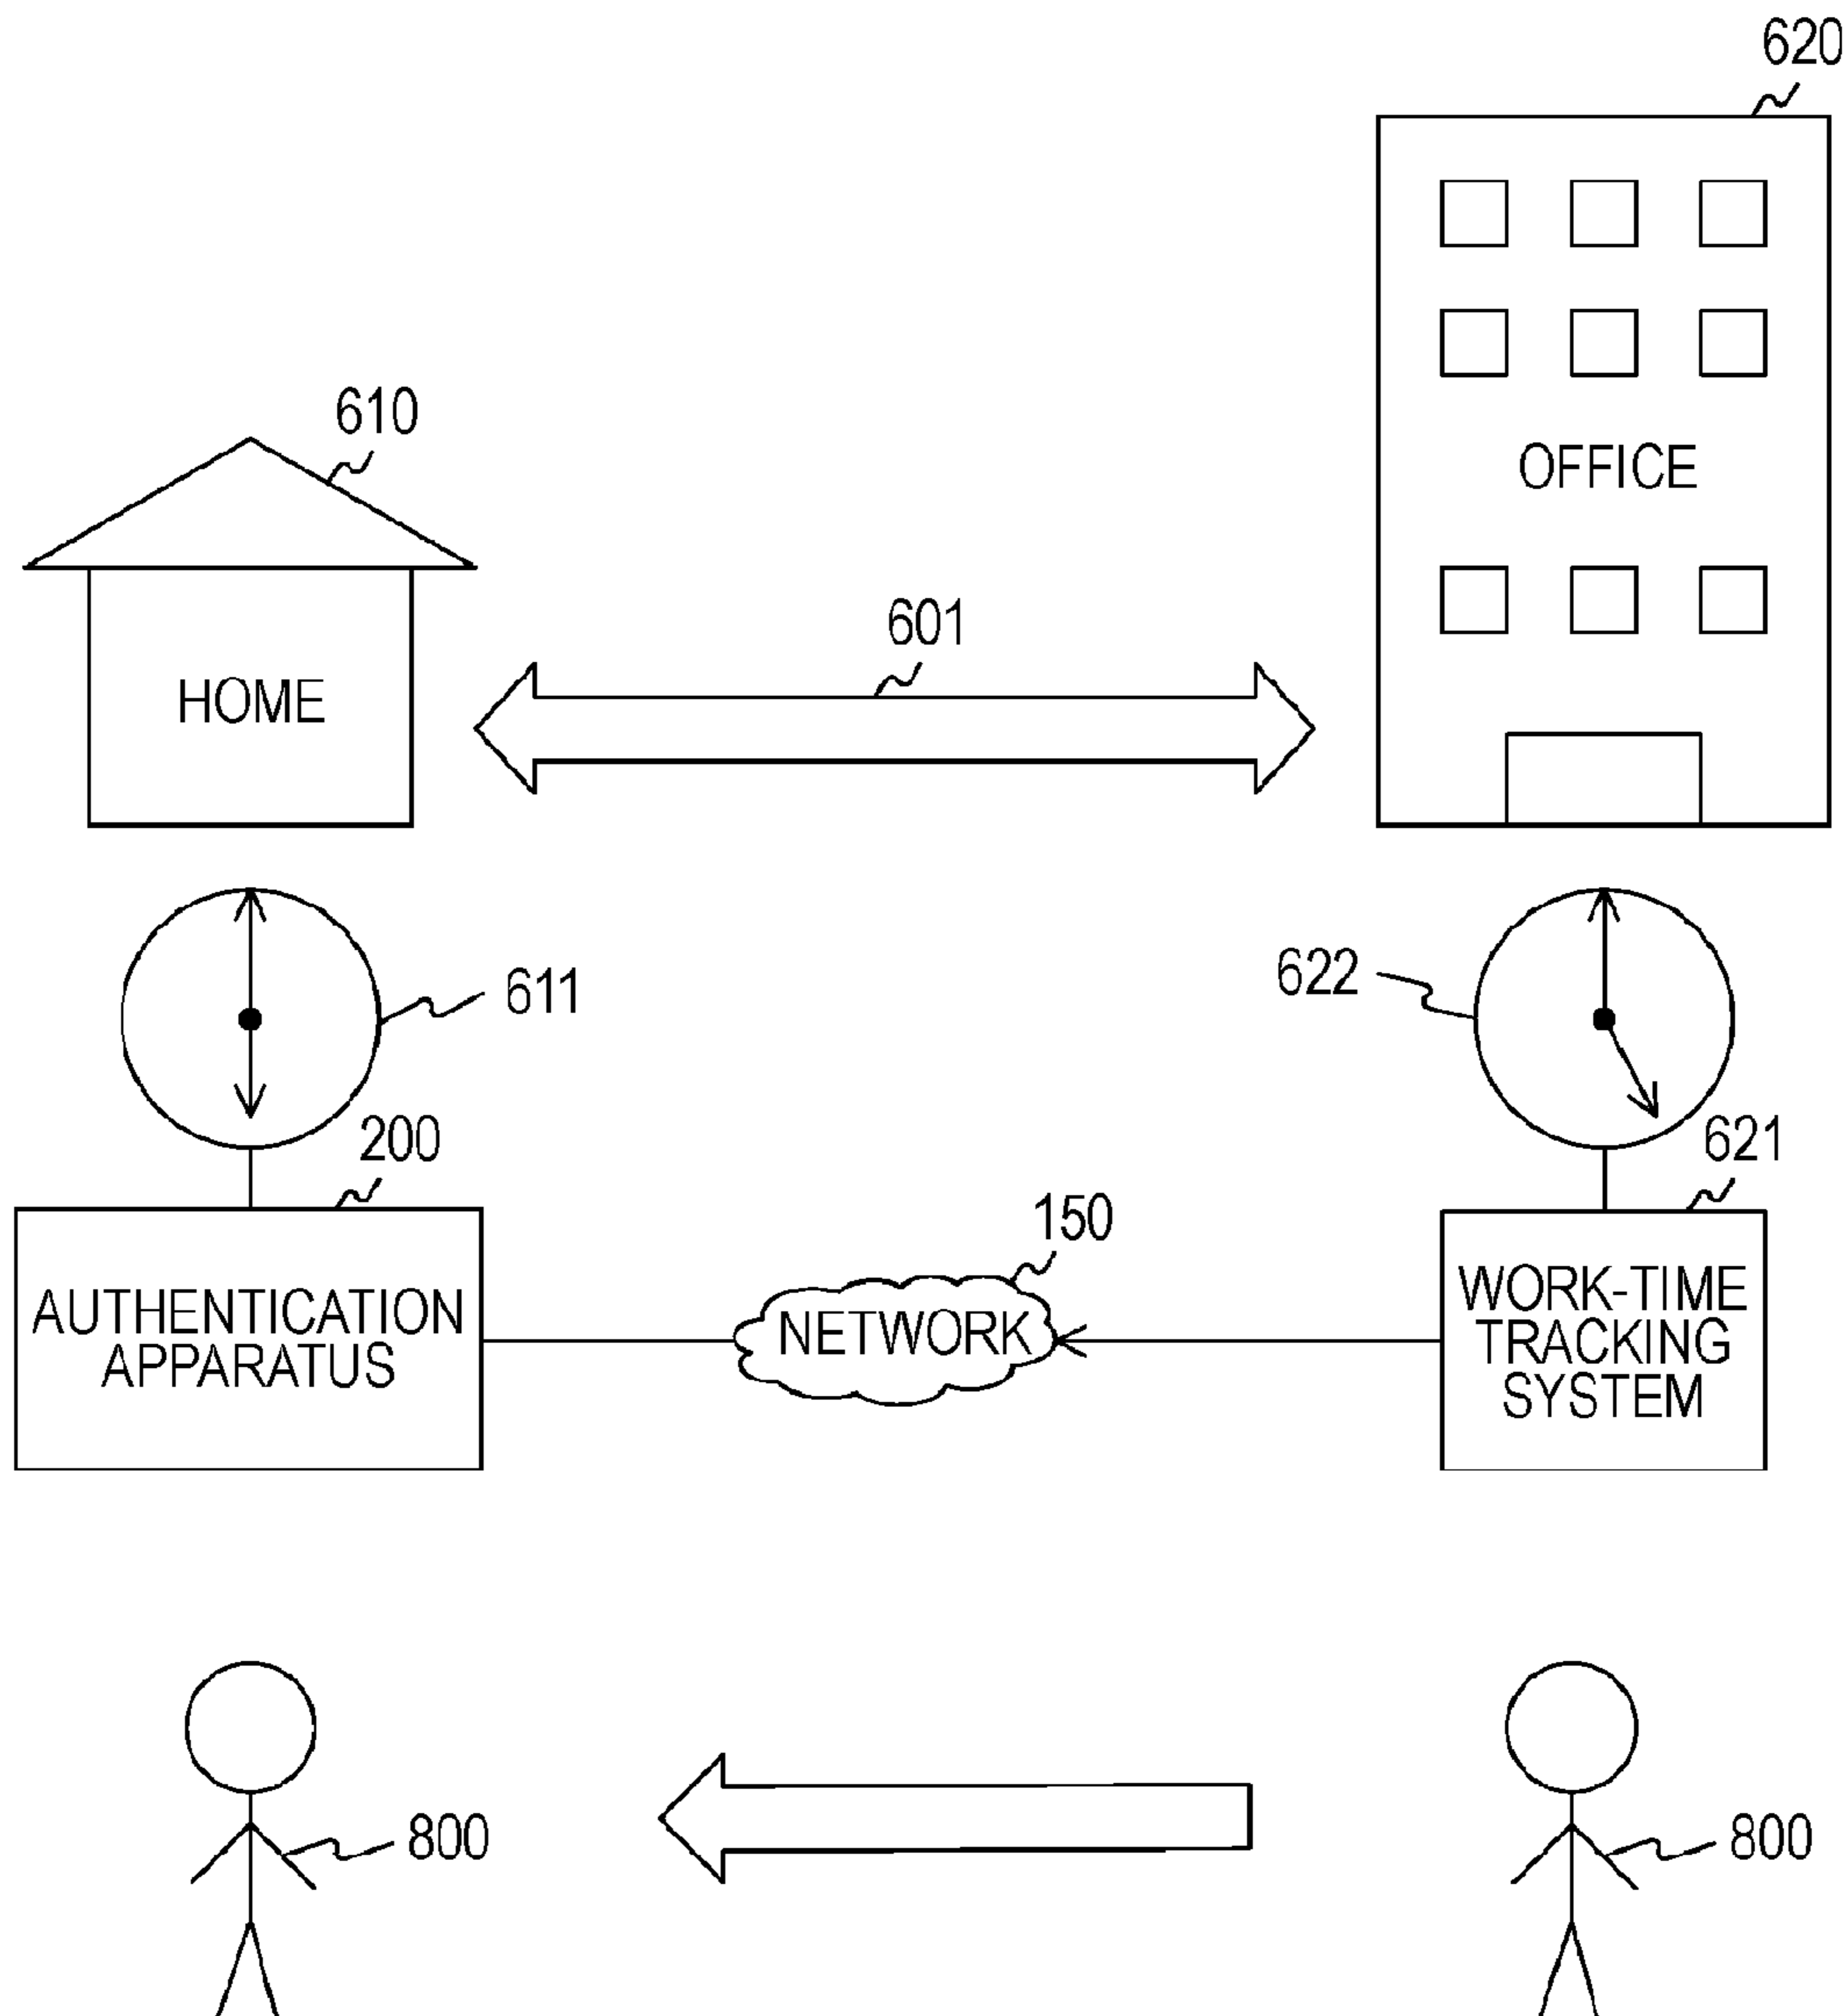 620
610
OFFICE
601
HOME
622
611
200
621
150
AUTHENTICATION
APPARATUS
NETWORK
WORK-TIME
TRACKING
SYSTEM
800
800